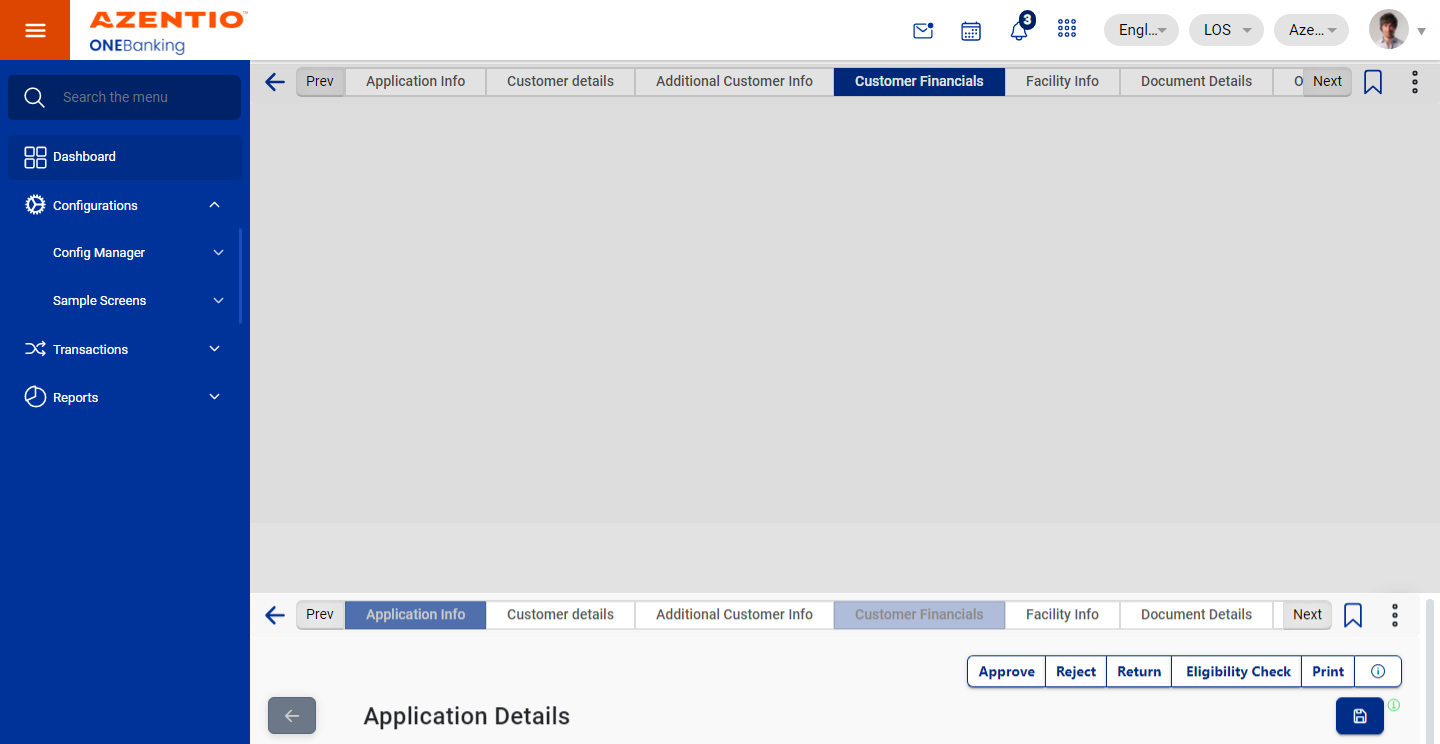 AZENTIO™
ONEBanking
3
Engl...
LOS
Aze...
Search the menu
Dashboard
Configurations
Config Manager
Sample Screens
Transactions
Reports
Prev
Application Info
Customer details
Additional Customer Info
Customer Financials
Facility Info
Document Details
O
Next
Prev
Application Info
Customer details
Additional Customer Info
Customer Financials
Facility Info
Document Details
Next
Approve
Reject
Return
Eligibility Check
Print
Application Details